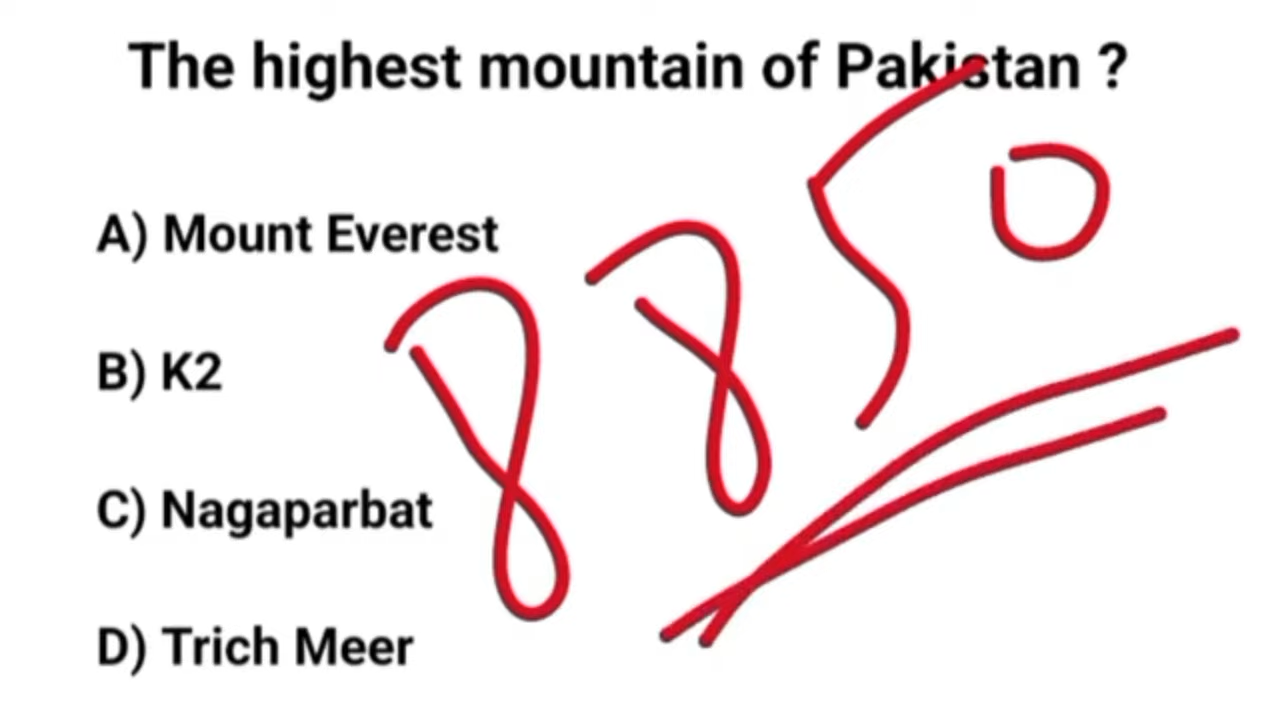 The highest mountain of Pakistan ?
A) Mount Everest
B) K2
C) Nagaparbat
D) Trich Meer
8850